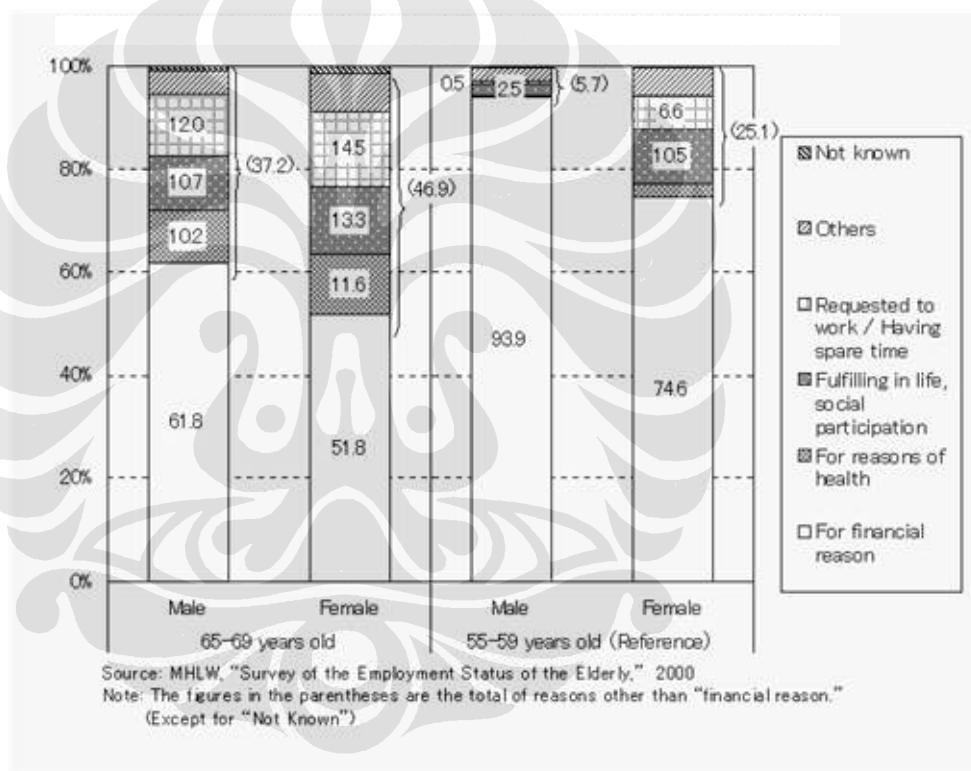 100%
80%
60%
40%
20%
0%
12.0
10.7
10.2
61.8
(37.2)
14.5
13.3
11.6
51.8
(46.9)
0.5
2.5
(5.7)
93.9
6.6
10.5
74.6
(25.1)
Not known
Others
Requested to
work / Having
spare time
Fulfilling in life,
social
participation
For reasons of
health
For financial
reason
Male
Female
Male
Female
65-69 years old
55-59 years old (Reference)
Source: MHLW, “Survey of the Employment Status of the Elderly,” 2000
Note: The figures in the parentheses are the total of reasons other than “financial reason.”
(Except for “Not Known”)